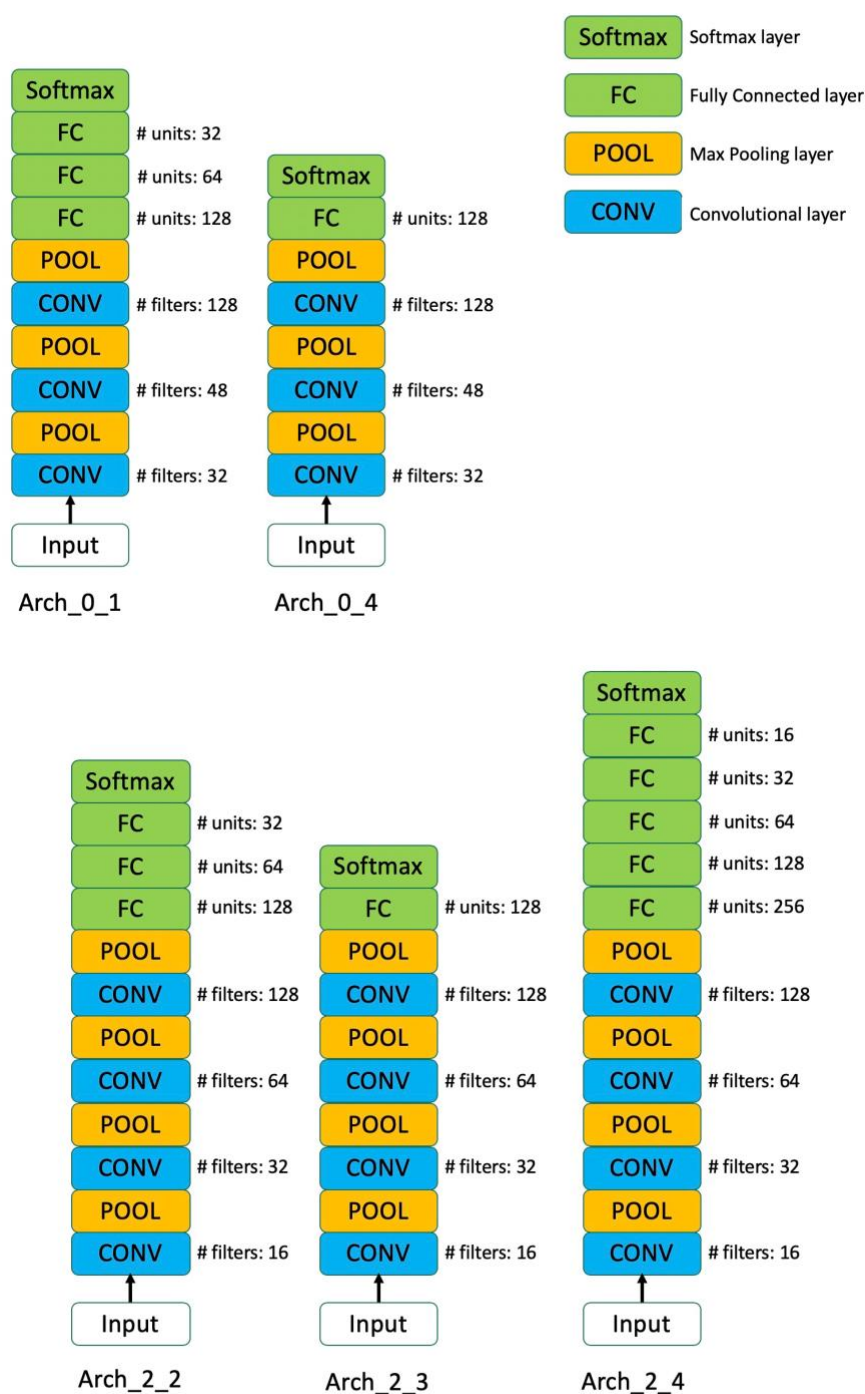 Softmax Softmax layer
FC Fully Connected layer
POOL Max Pooling layer
CONV Convolutional layer
Softmax
FC # units: 32
FC # units: 64
FC # units: 128
POOL
CONV # filters: 128
POOL
CONV # filters: 48
POOL
CONV # filters: 32
Input
Arch_0_1
Softmax
FC # units: 128
POOL
CONV # filters: 128
POOL
CONV # filters: 48
POOL
CONV # filters: 32
Input
Arch_0_4
Softmax
FC # units: 32
FC # units: 64
FC # units: 128
POOL
CONV # filters: 128
POOL
CONV # filters: 64
POOL
CONV # filters: 32
POOL
CONV # filters: 16
Input
Arch_2_2
Softmax
FC # units: 128
POOL
CONV # filters: 128
POOL
CONV # filters: 64
POOL
CONV # filters: 32
POOL
CONV # filters: 16
Input
Arch_2_3
Softmax
FC # units: 16
FC # units: 32
FC # units: 64
FC # units: 128
FC # units: 256
POOL
CONV # filters: 128
POOL
CONV # filters: 64
POOL
CONV # filters: 32
POOL
CONV # filters: 16
Input
Arch_2_4